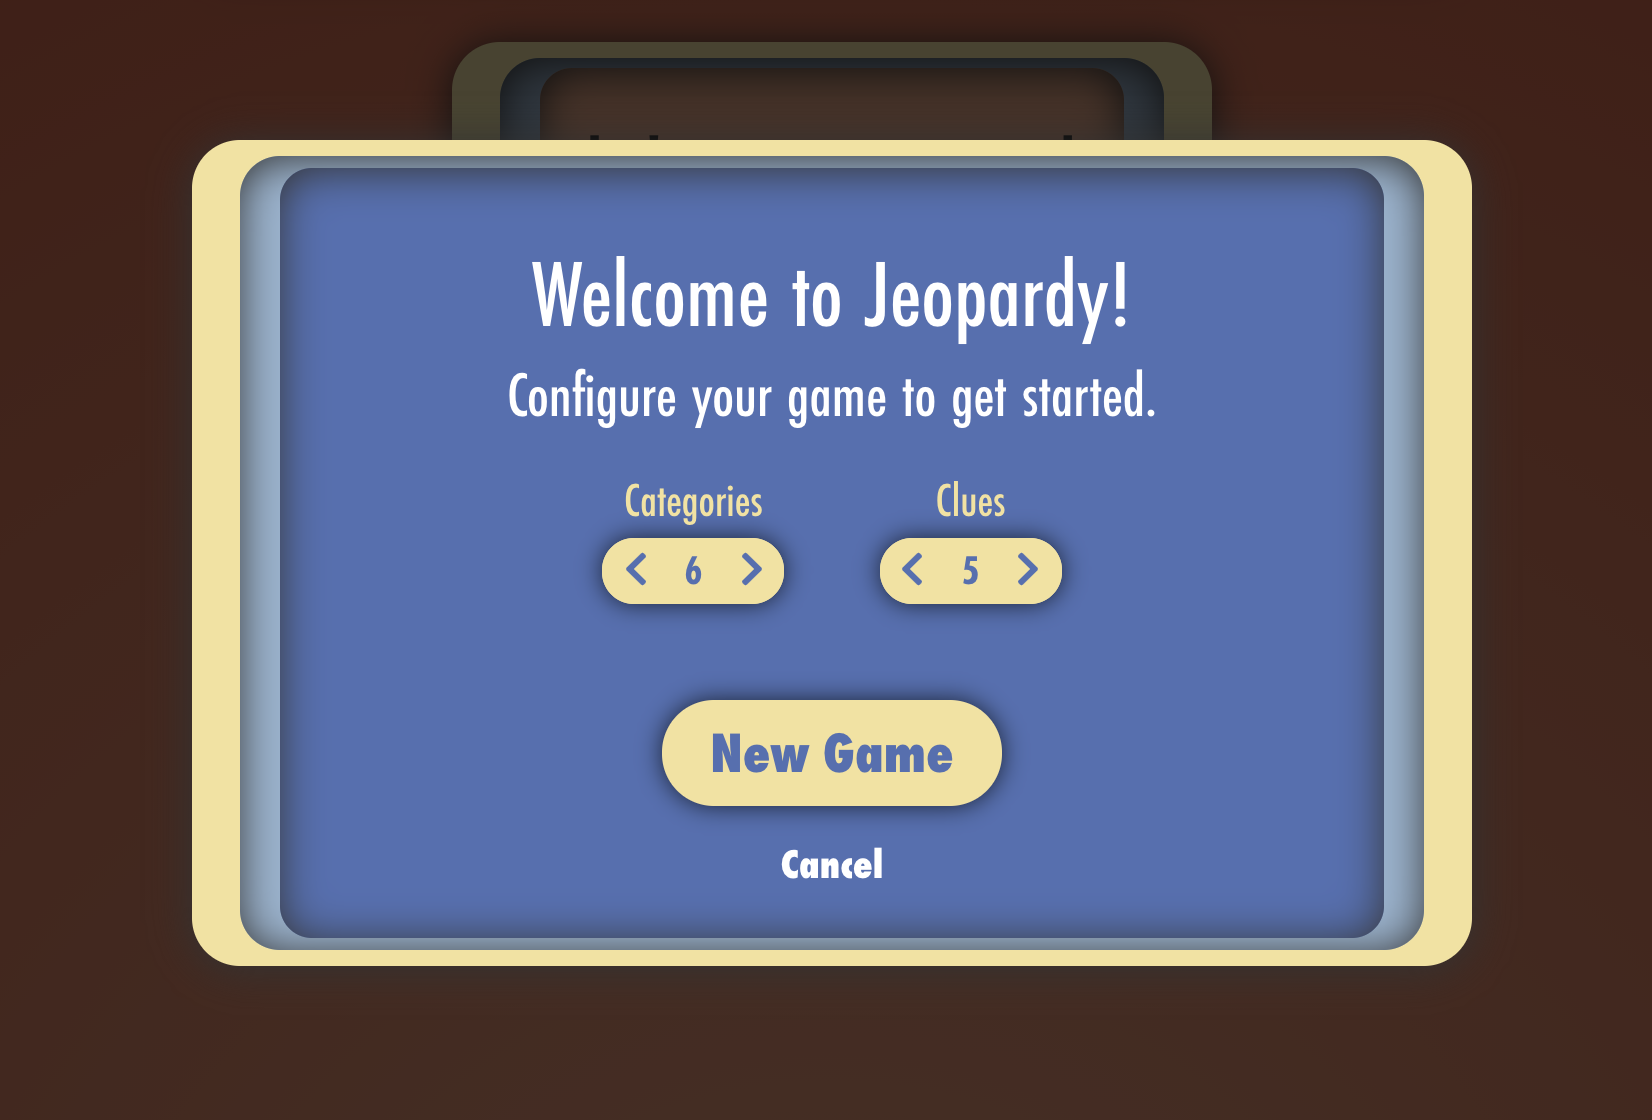 Welcome to Jeopardy!
Configure your game to get started.
Categories Clues
6 5
New Game
Cancel